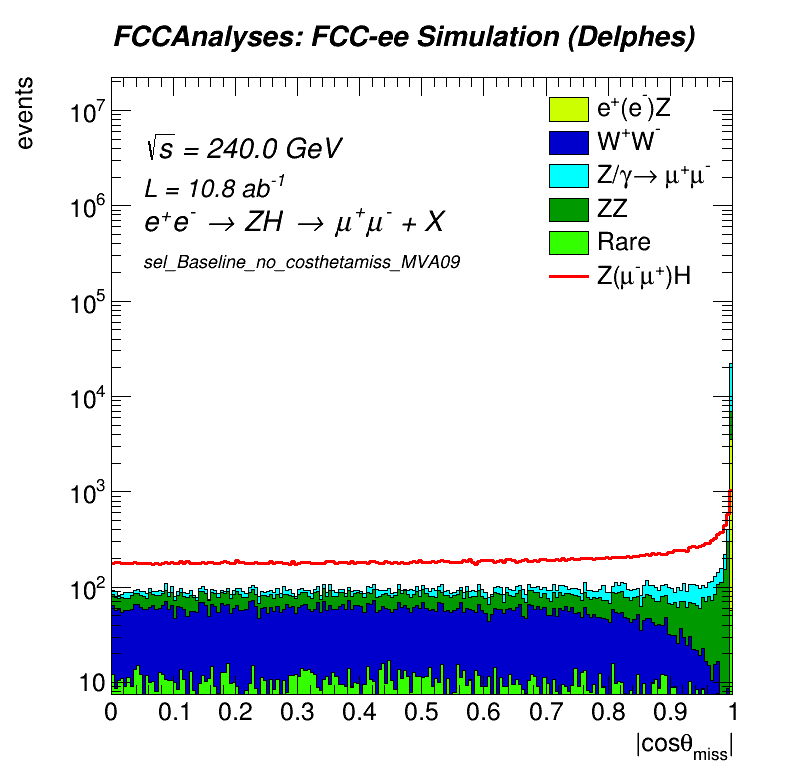 FCCAnalyses: FCC-ee Simulation (Delphes)
events
10⁷
10⁶
10⁵
10⁴
10³
10²
10
√s = 240.0 GeV
L = 10.8 ab⁻¹
e⁺e⁻ → ZH → μ⁺μ⁻ + X
sel_Baseline_no_costhetamiss_MVA09
e⁺(e⁻)Z
W⁺W⁻
Z/γ→ μ⁺μ⁻
ZZ
Rare
Z(μ⁻μ⁺)H
0 0.1 0.2 0.3 0.4 0.5 0.6 0.7 0.8 0.9 1
|cosθ_miss|